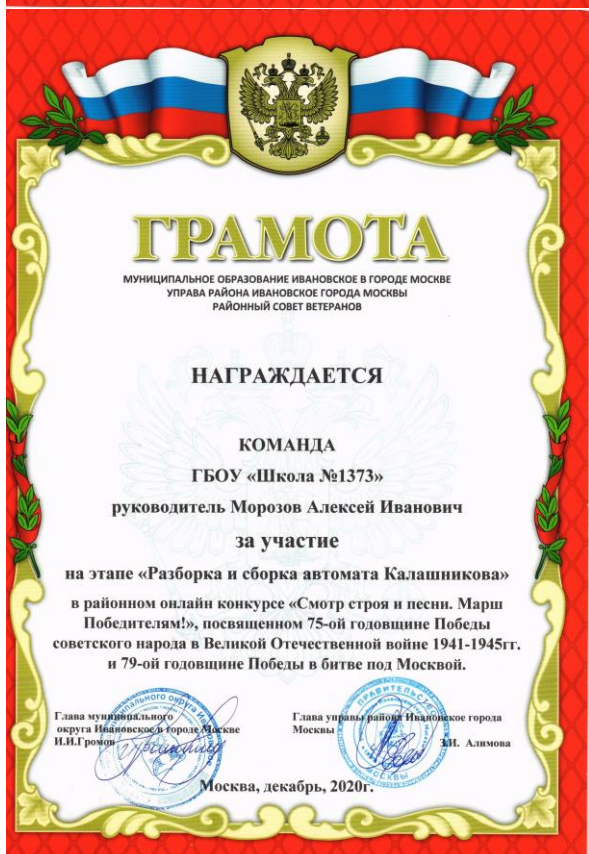 ГРАМОТА
МУНИЦИПАЛЬНОЕ ОБРАЗОВАНИЕ ИВАНОВСКОЕ В ГОРОДЕ МОСКВЕ
УПРАВА РАЙОНА ИВАНОВСКОЕ ГОРОДА МОСКВЫ
РАЙОННЫЙ СОВЕТ ВЕТЕРАНОВ
НАГРАЖДАЕТСЯ
КОМАНДА
ГБОУ «Школа №1373»
руководитель Морозов Алексей Иванович
за участие
на этапе «Разборка и сборка автомата Калашникова»
в районном онлайн конкурсе «Смотр строя и песни. Марш
Победителям!», посвященном 75-ой годовщине Победы
советского народа в Великой Отечественной войне 1941-1945гг.
и 79-ой годовщине Победы в битве под Москвой.
Глава муниципального
округа Ивановское в городе Москве
И.И.Громов
Глава управы района Ивановское города
Москвы
З.И. Алимова
Москва, декабрь, 2020г.